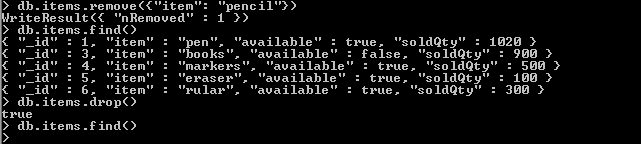 > db.items.remove({"item": "pencil"})
WriteResult({ "nRemoved" : 1 })
> db.items.find()
{ "_id" : 1, "item" : "pen", "available" : true, "soldQty" : 1020 }
{ "_id" : 3, "item" : "books", "available" : false, "soldQty" : 900 }
{ "_id" : 4, "item" : "markers", "available" : true, "soldQty" : 500 }
{ "_id" : 5, "item" : "eraser", "available" : true, "soldQty" : 100 }
{ "_id" : 6, "item" : "rular", "available" : true, "soldQty" : 300 }
> db.items.drop()
true
> db.items.find()
>